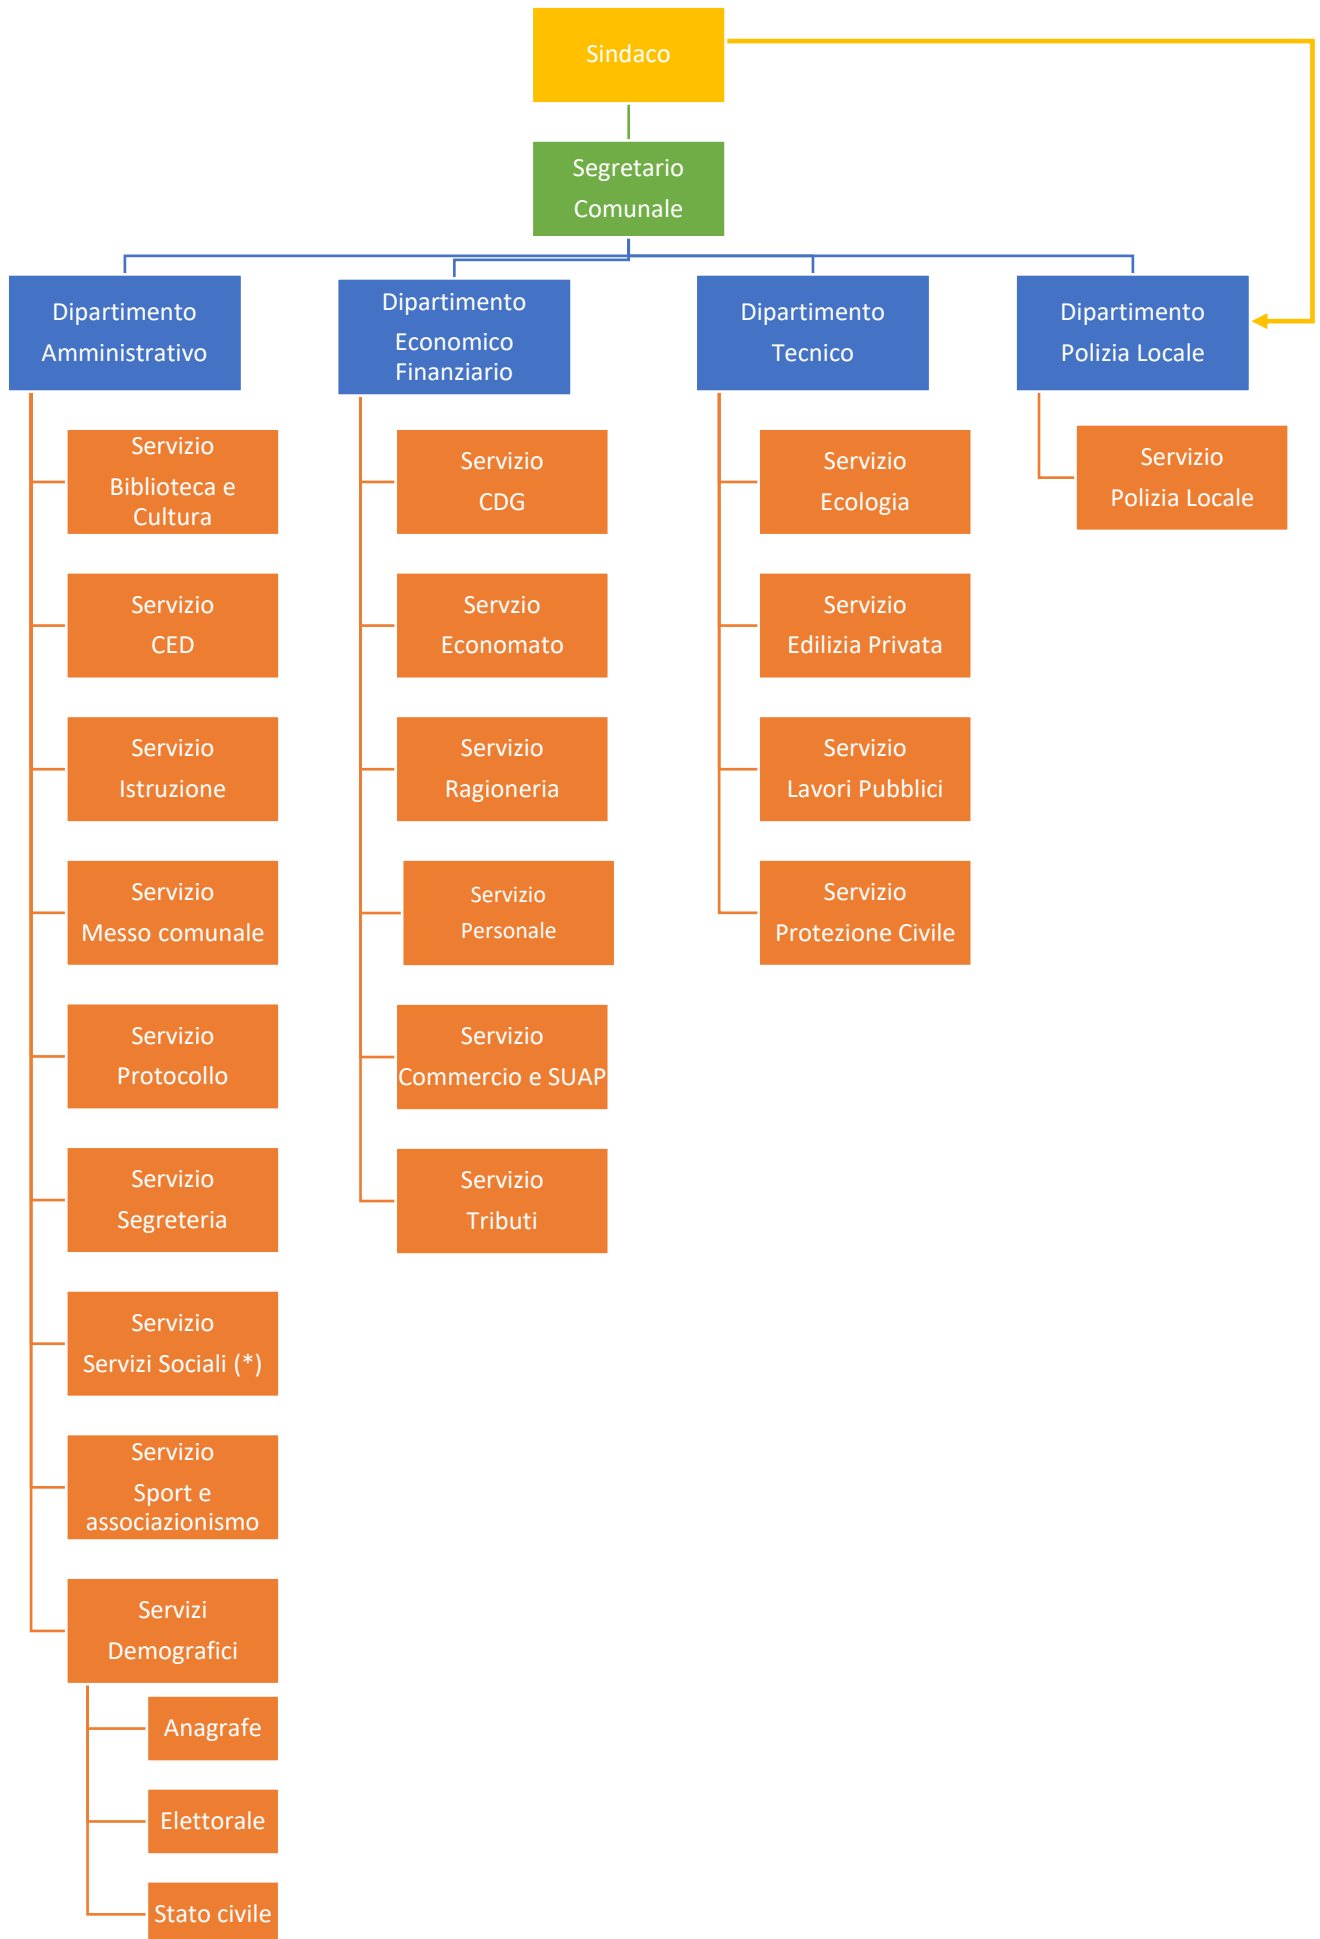 Sindaco
Segretario
Comunale
Dipartimento
Amministrativo
Dipartimento
Economico
Finanziario
Dipartimento
Tecnico
Dipartimento
Polizia Locale
Servizio
Biblioteca e
Cultura
Servizio
CED
Servizio
Istruzione
Servizio
Messo comunale
Servizio
Protocollo
Servizio
Segreteria
Servizio
Servizi Sociali (*)
Servizio
Sport e
associazionismo
Servizi
Demografici
Anagrafe
Elettorale
Stato civile
Servizio
CDG
Servzio
Economato
Servizio
Ragioneria
Servizio
Personale
Servizio
Commercio e SUAP
Servizio
Tributi
Servizio
Ecologia
Servizio
Edilizia Privata
Servizio
Lavori Pubblici
Servizio
Protezione Civile
Servizio
Polizia Locale